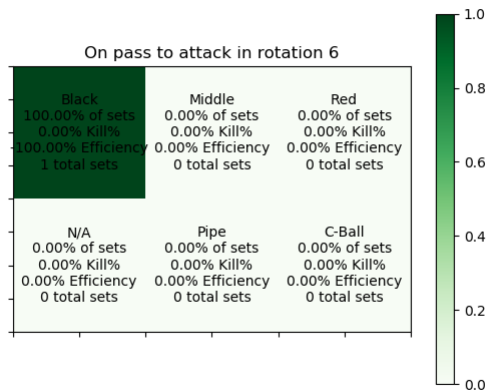 On pass to attack in rotation 6
Black
100.00% of sets
0.00% Kill%
100.00% Efficiency
1 total sets
Middle
0.00% of sets
0.00% Kill%
0.00% Efficiency
0 total sets
Red
0.00% of sets
0.00% Kill%
0.00% Efficiency
0 total sets
N/A
0.00% of sets
0.00% Kill%
0.00% Efficiency
0 total sets
Pipe
0.00% of sets
0.00% Kill%
0.00% Efficiency
0 total sets
C-Ball
0.00% of sets
0.00% Kill%
0.00% Efficiency
0 total sets
1.0
0.8
0.6
0.4
0.2
0.0